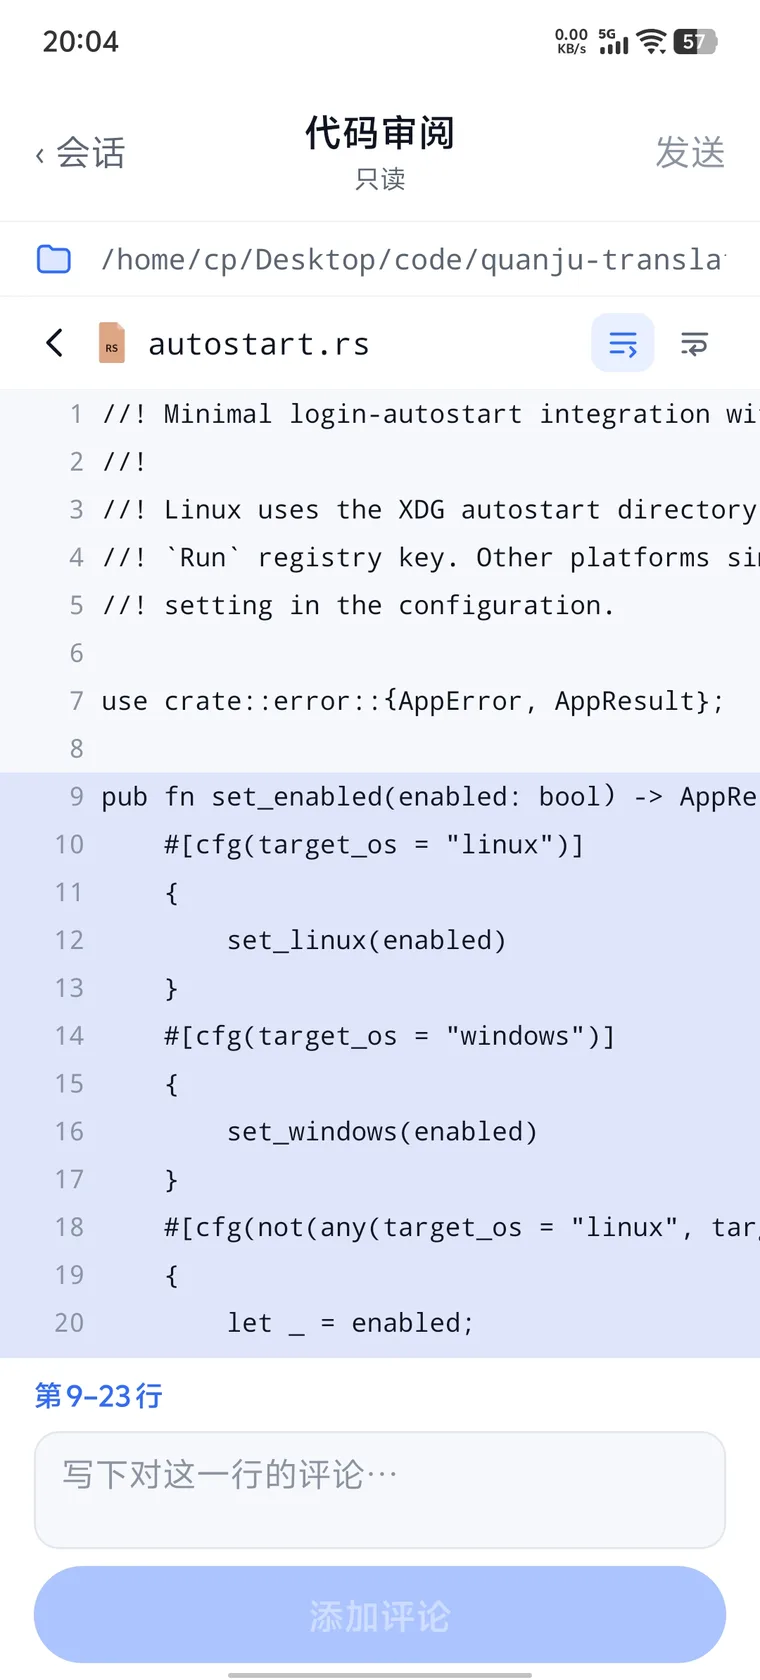 20:04
0.00 KB/s 5G 57
‹ 会话
代码审阅
只读
发送
/home/cp/Desktop/code/quanju-transla
RS autostart.rs
1 //! Minimal login-autostart integration wi
2 //!
3 //! Linux uses the XDG autostart directory
4 //! `Run` registry key. Other platforms si
5 //! setting in the configuration.
6
7 use crate::error::{AppError, AppResult};
8
9 pub fn set_enabled(enabled: bool) -> AppRe
10     #[cfg(target_os = "linux")]
11     {
12         set_linux(enabled)
13     }
14     #[cfg(target_os = "windows")]
15     {
16         set_windows(enabled)
17     }
18     #[cfg(not(any(target_os = "linux", tar
19     {
20         let _ = enabled;
第9–23行
写下对这一行的评论…
添加评论